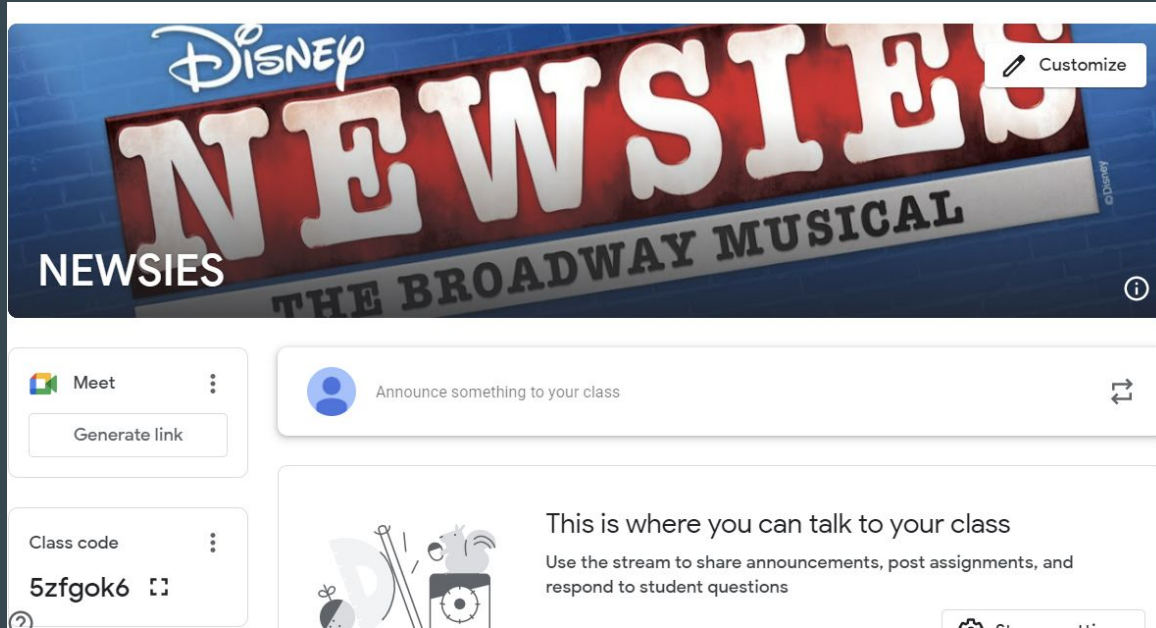 Disney
NEWSIES
Customize
©Disney
THE BROADWAY MUSICAL
NEWSIES
Meet
Generate link
Announce something to your class
Class code
5zfgok6
This is where you can talk to your class
Use the stream to share announcements, post assignments, and
respond to student questions